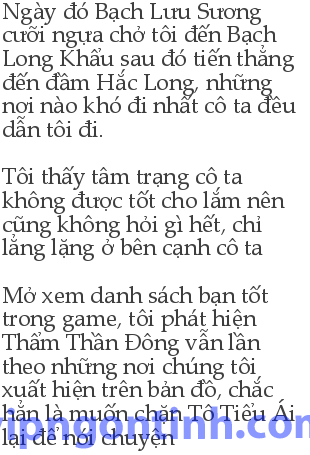 Ngày đó Bạch Lưu Sương
cưỡi ngựa chở tôi đến Bạch
Long Khẩu sau đó tiến thẳng
đến đầm Hắc Long, những
nơi nào khó đi nhất cô ta đều
dẫn tôi đi.
Tôi thấy tâm trạng cô ta
không được tốt cho lắm nên
cũng không hỏi gì hết, chỉ
lẳng lặng ở bên cạnh cô ta
Mở xem danh sách bạn tốt
trong game, tôi phát hiện
Thẩm Thần Đông vẫn lần
theo những nơi chúng tôi
xuất hiện trên bản đồ, chắc
hẳn là muốn chặn Tô Tiểu Ái
lại để nói chuyện
vip.ngontinh.com